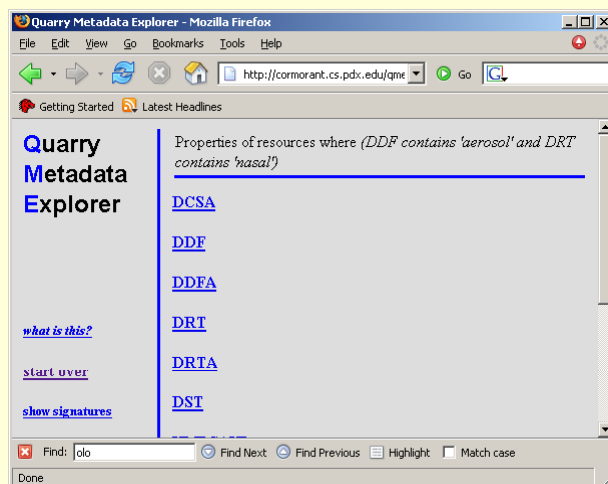 Quarry Metadata Explorer - Mozilla Firefox
File Edit View Go Bookmarks Tools Help
http://cormorant.cs.pdx.edu/qme Go G
Getting Started Latest Headlines
Quarry
Metadata
Explorer
what is this?
start over
show signatures
Properties of resources where (DDF contains 'aerosol' and DRT
contains 'nasal')
DCSA
DDF
DDFA
DRT
DRTA
DST
Find: olo Find Next Find Previous Highlight Match case
Done